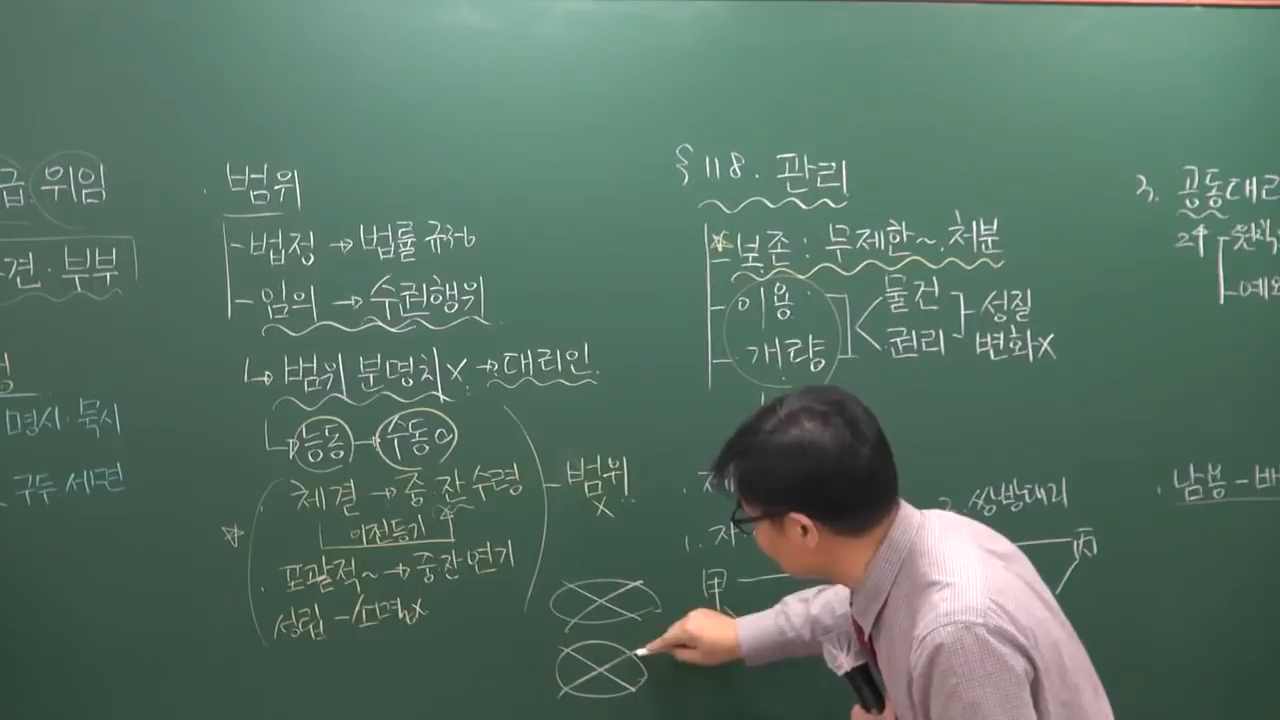 급. 위임
견 · 부부
명시 · 묵시
구두 세면
. 범위
- 법정 → 법률 규정
- 임의 → 수권행위
↳ 범위 분명치 X → 대리인
↳ 능동 → 수동 O
체결 → 중·잔 수령
이전등기
. 포괄적~ → 중·잔 연기
성립 - 소멸 X
범위
X
§118. 관리
보존 : 무제한~. 처분
이용
개량
물건
권리
성질
변화X
1. 자
2. 쌍방대리
甲
丙
3. 공동대리
원칙
예외
. 남봉 -